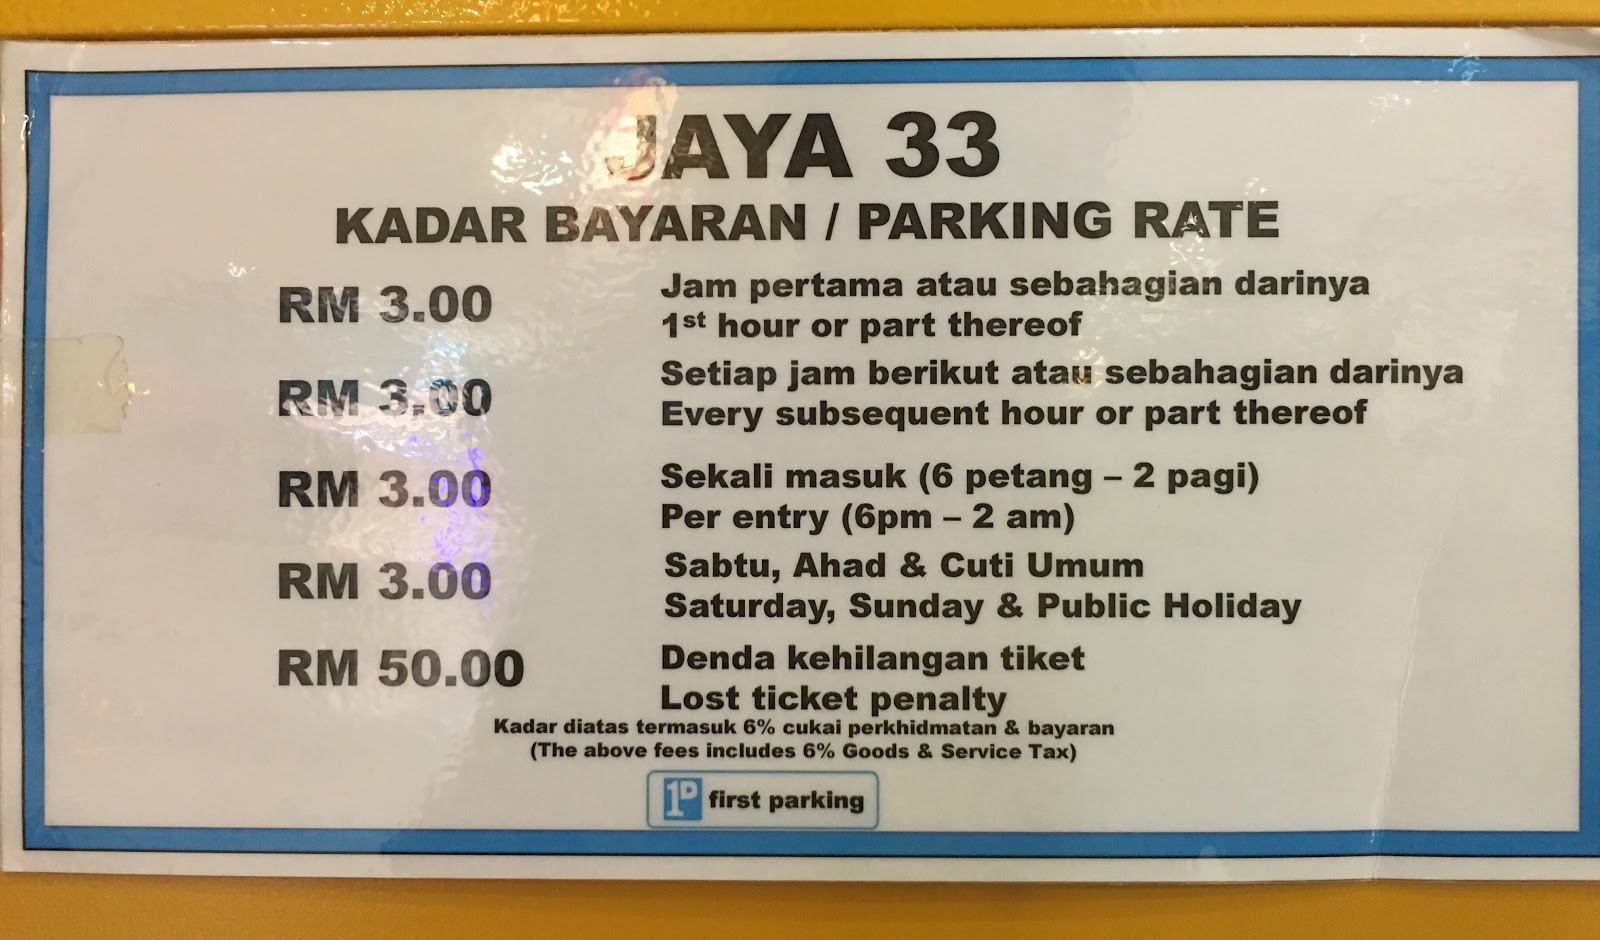 JAYA 33
KADAR BAYARAN / PARKING RATE
RM 3.00
Jam pertama atau sebahagian darinya
1st hour or part thereof
RM 3.00
Setiap jam berikut atau sebahagian darinya
Every subsequent hour or part thereof
RM 3.00
Sekali masuk (6 petang – 2 pagi)
Per entry (6pm – 2 am)
RM 3.00
Sabtu, Ahad & Cuti Umum
Saturday, Sunday & Public Holiday
RM 50.00
Denda kehilangan tiket
Lost ticket penalty
Kadar diatas termasuk 6% cukai perkhidmatan & bayaran
(The above fees includes 6% Goods & Service Tax)
1P first parking